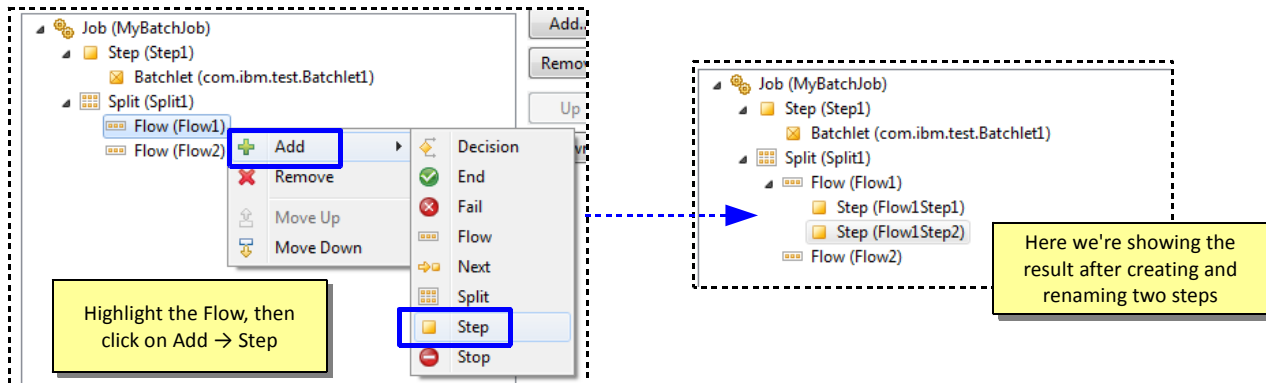 Job (MyBatchJob)
Step (Step1)
Batchlet (com.ibm.test.Batchlet1)
Split (Split1)
Flow (Flow1)
Flow (Flow2)
Add
Remove
Move Up
Move Down
Decision
End
Fail
Flow
Next
Split
Step
Stop
Add..
Remov
Up
Highlight the Flow, then
click on Add → Step
Job (MyBatchJob)
Step (Step1)
Batchlet (com.ibm.test.Batchlet1)
Split (Split1)
Flow (Flow1)
Step (Flow1Step1)
Step (Flow1Step2)
Flow (Flow2)
Here we're showing the
result after creating and
renaming two steps